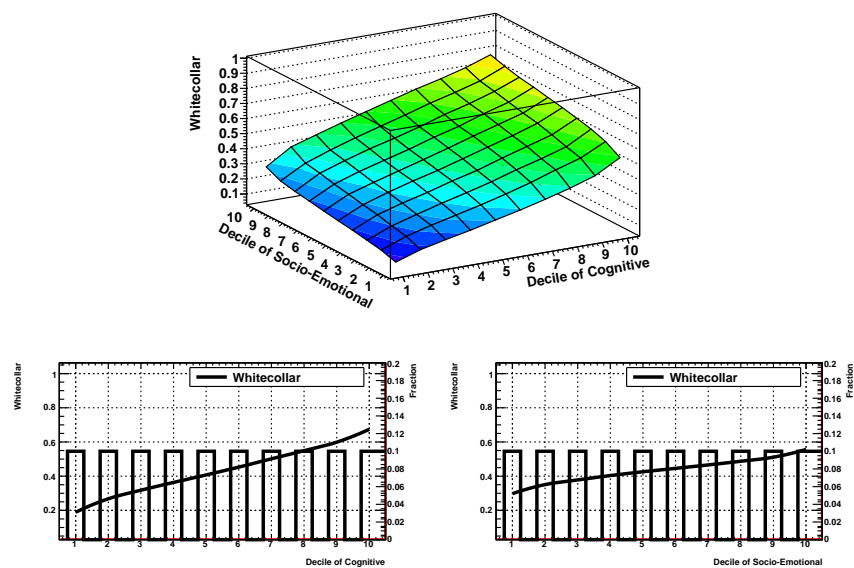 Whitecollar
1
0.9
0.8
0.7
0.6
0.5
0.4
0.3
0.2
0.1
10 9 8 7 6 5 4 3 2 1
Decile of Socio-Emotional
1 2 3 4 5 6 7 8 9 10
Decile of Cognitive
Whitecollar
1
0.8
0.6
0.4
0.2
Whitecollar
0.2
0.18
0.16
0.14
0.12
0.1
0.08
0.06
0.04
0.02
0
Fraction
1 2 3 4 5 6 7 8 9 10
Decile of Cognitive
Whitecollar
1
0.8
0.6
0.4
0.2
Whitecollar
0.2
0.18
0.16
0.14
0.12
0.1
0.08
0.06
0.04
0.02
0
Fraction
1 2 3 4 5 6 7 8 9 10
Decile of Socio-Emotional